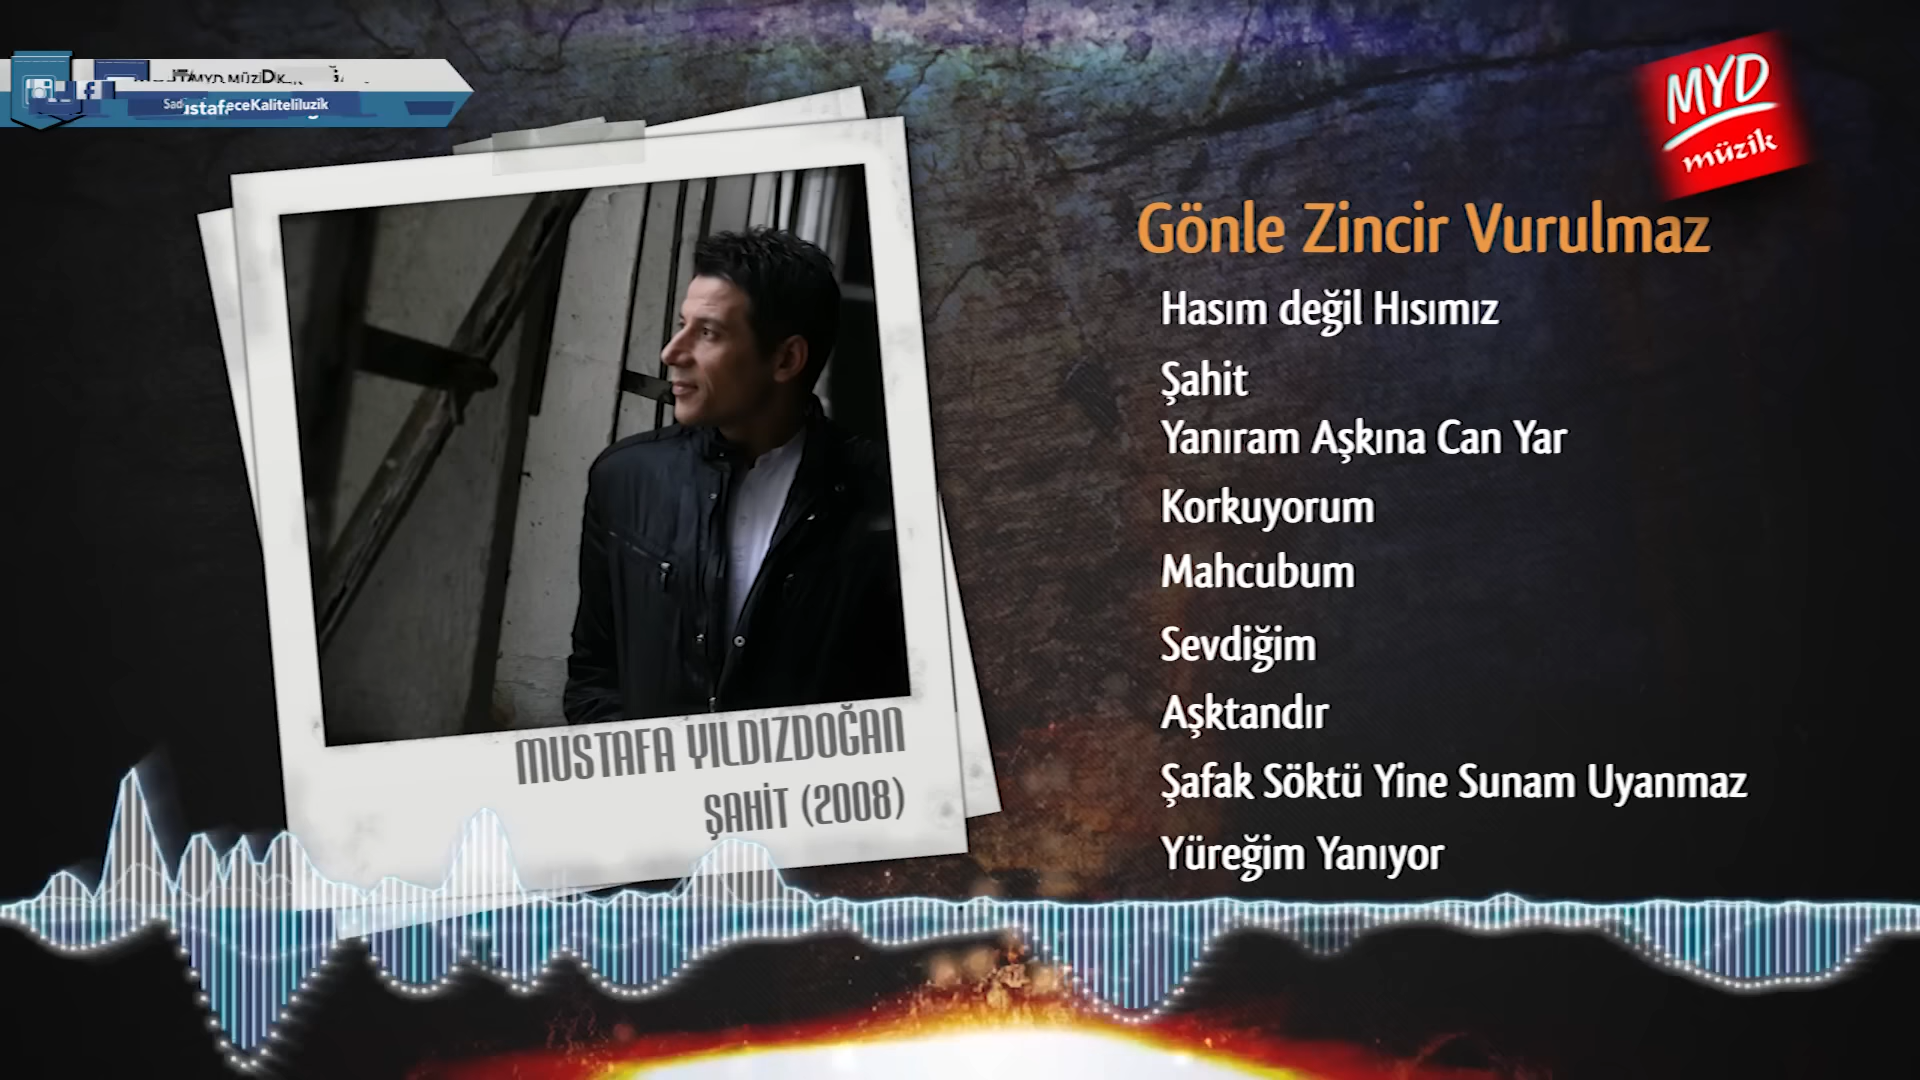 MYD
müzik
Gönle Zincir Vurulmaz
Hasım değil Hısımız
Şahit
Yanıram Aşkına Can Yar
Korkuyorum
Mahcubum
Sevdiğim
Aşktandır
Şafak Söktü Yine Sunam Uyanmaz
Yüreğim Yanıyor
MUSTAFA YILDIZDOĞAN
ŞAHİT (2008)